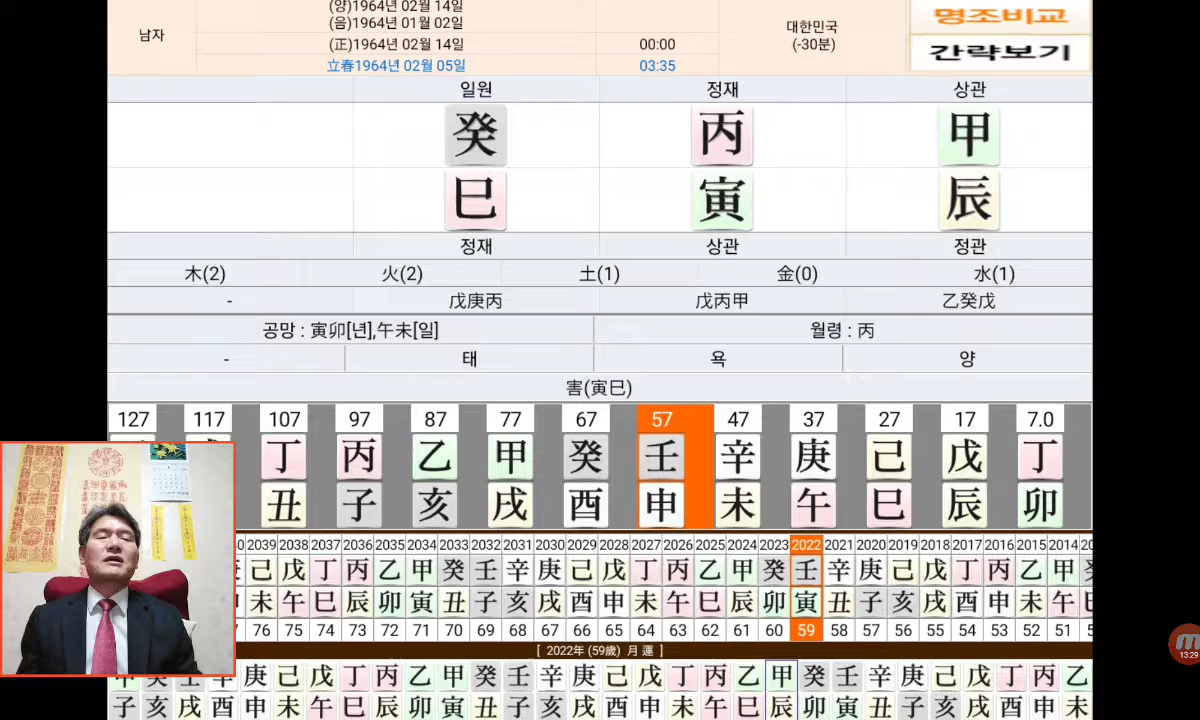 (양)1964년 02월 14일
남자 (음)1964년 01월 02일 대한민국 명조비교
(正)1964년 02월 14일 00:00 (-30분) 간략보기
立春1964년 02월 05일 03:35
일원 정재 상관
癸 丙 甲
巳 寅 辰
정재 상관 정관
木(2) 火(2) 土(1) 金(0) 水(1)
- 戊庚丙 戊丙甲 乙癸戊
공망 : 寅卯[년],午未[일] 월령 : 丙
- 태 욕 양
害(寅巳)
127 117 107 97 87 77 67 57 47 37 27 17 7.0
丁 丙 乙 甲 癸 壬 辛 庚 己 戊 丁
丑 子 亥 戌 酉 申 未 午 巳 辰 卯
2039 2038 2037 2036 2035 2034 2033 2032 2031 2030 2029 2028 2027 2026 2025 2024 2023 2022 2021 2020 2019 2018 2017 2016 2015 2014
己 戊 丁 丙 乙 甲 癸 壬 辛 庚 己 戊 丁 丙 乙 甲 癸 壬 辛 庚 己 戊 丁 丙 乙 甲
未 午 巳 辰 卯 寅 丑 子 亥 戌 酉 申 未 午 巳 辰 卯 寅 丑 子 亥 戌 酉 申 未 午
76 75 74 73 72 71 70 69 68 67 66 65 64 63 62 61 60 59 58 57 56 55 54 53 52 51
[ 2022年 (59歲) 月 運 ]
甲 癸 壬 辛 庚 己 戊 丁 丙 乙 甲 癸 壬 辛 庚 己 戊 丁 丙 乙 甲 癸 壬 辛 庚 己 戊 丁 丙 乙
子 亥 戌 酉 申 未 午 巳 辰 卯 寅 丑 子 亥 戌 酉 申 未 午 巳 辰 卯 寅 丑 子 亥 戌 酉 申 未
13:29